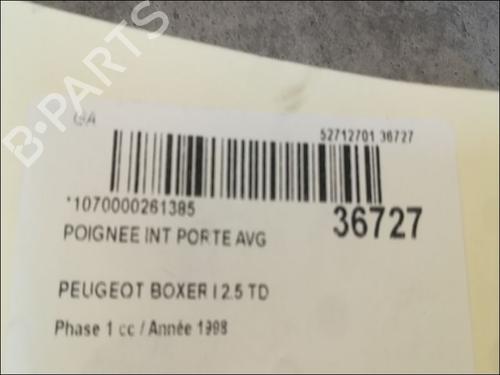 B-PARTS
GA
52712701 36727
*1070000261385
36727
POIGNEE INT PORTE AVG
PEUGEOT BOXER I 2.5 TD
Phase 1 cc / Année 1998